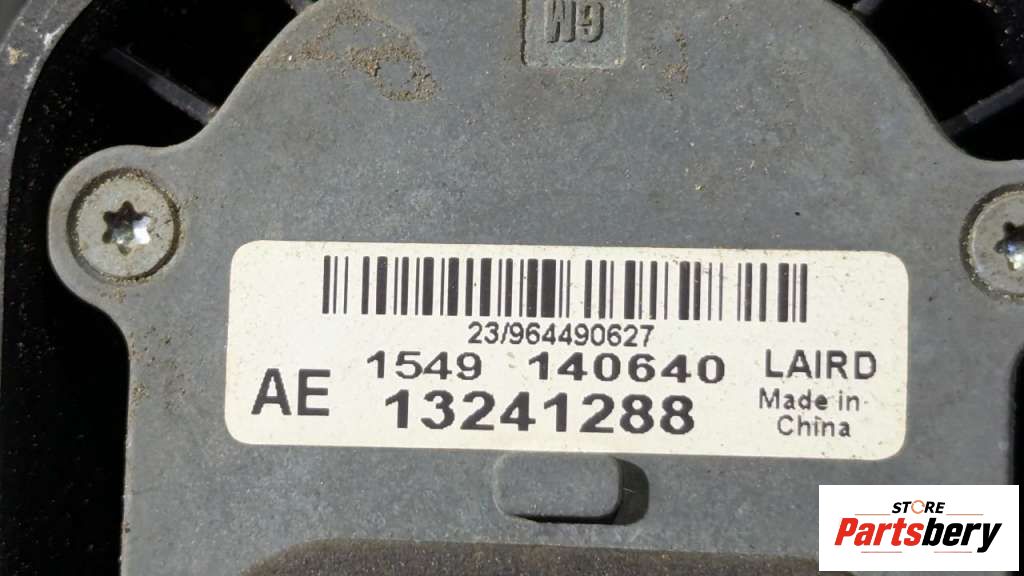 GM
23/964490627
1549 140640 LAIRD
AE 13241288 Made in
China
STORE
Partsbery